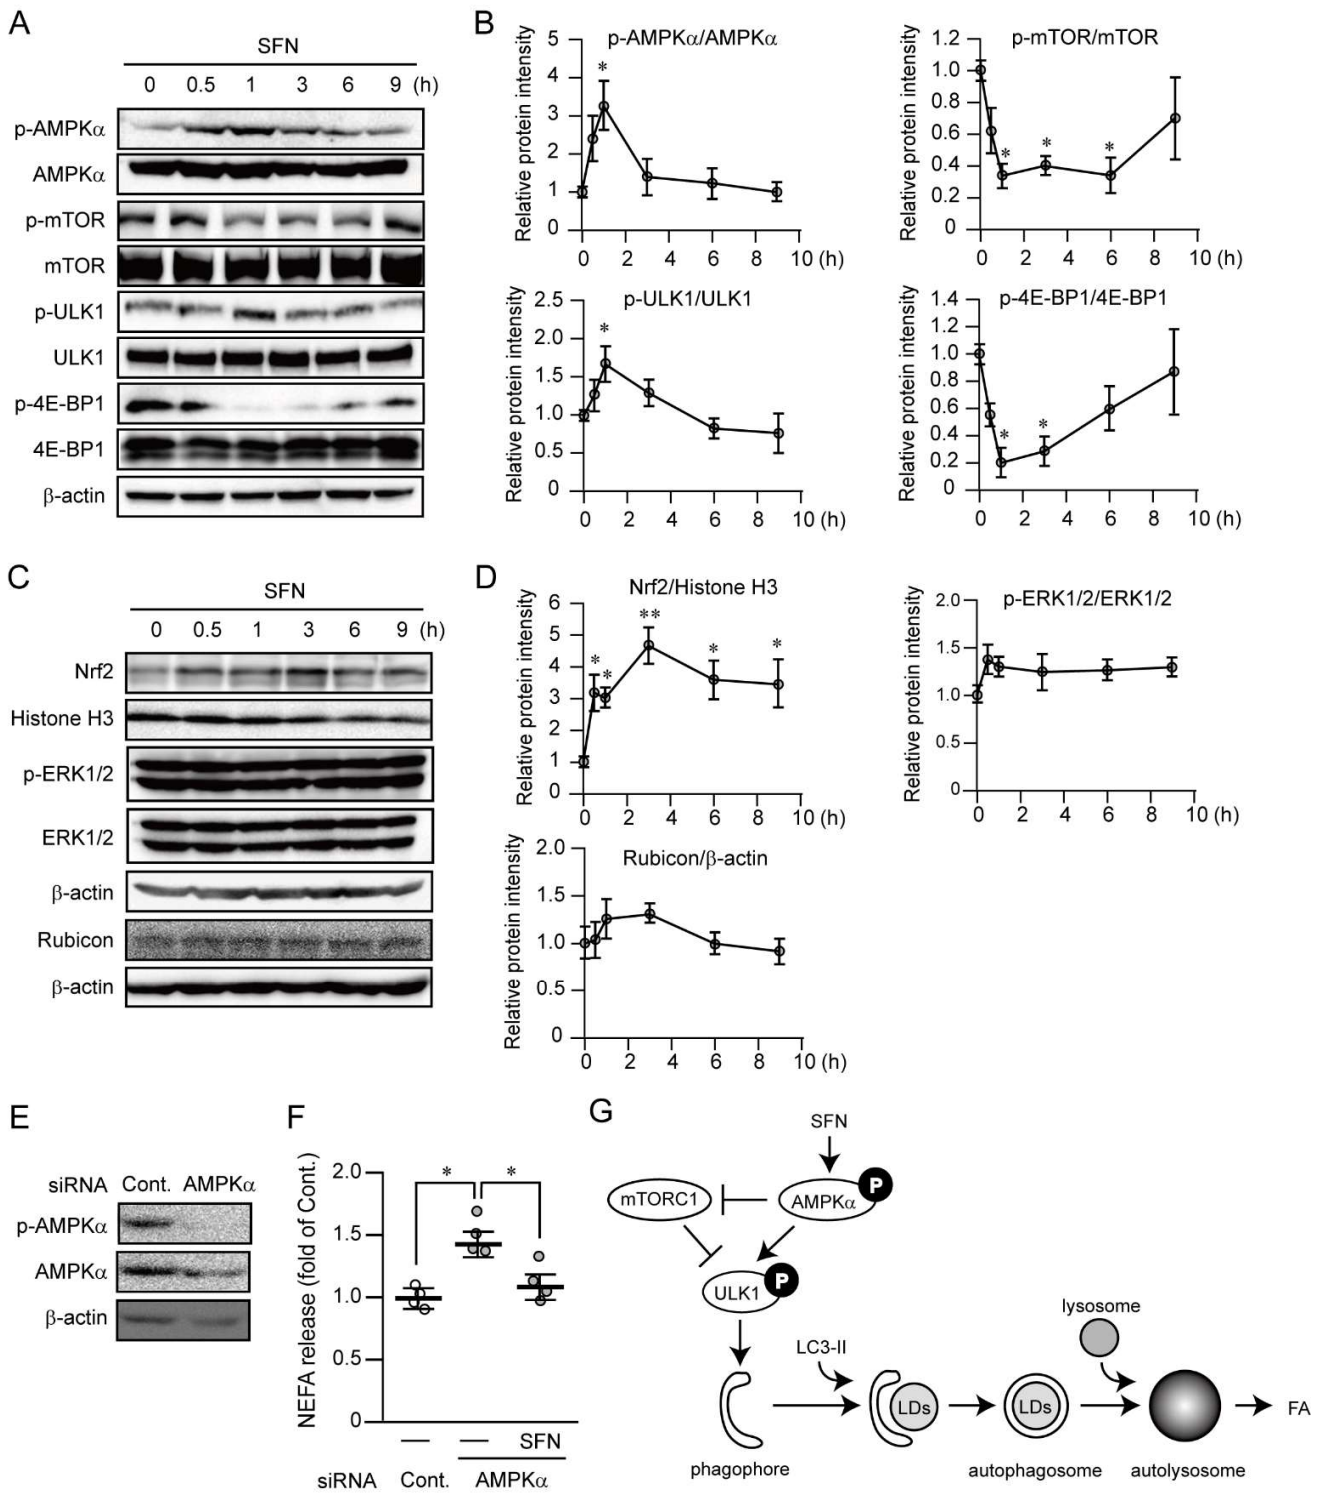 A
SFN
0 0.5 1 3 6 9 (h)
p-AMPKα
AMPKα
p-mTOR
mTOR
p-ULK1
ULK1
p-4E-BP1
4E-BP1
β-actin
B
p-AMPKα/AMPKα
Relative protein intensity
5
4
3
2
1
0
*
0 2 4 6 8 10 (h)
p-mTOR/mTOR
Relative protein intensity
1.2
1.0
0.8
0.6
0.4
0.2
0
* * *
0 2 4 6 8 10 (h)
p-ULK1/ULK1
Relative protein intensity
2.5
2.0
1.5
1.0
0.5
0
*
0 2 4 6 8 10 (h)
p-4E-BP1/4E-BP1
Relative protein intensity
1.4
1.2
1.0
0.8
0.6
0.4
0.2
0
* *
0 2 4 6 8 10 (h)
C
SFN
0 0.5 1 3 6 9 (h)
Nrf2
Histone H3
p-ERK1/2
ERK1/2
β-actin
Rubicon
β-actin
D
Nrf2/Histone H3
Relative protein intensity
6
5
4
3
2
1
0
* * ** * *
0 2 4 6 8 10 (h)
p-ERK1/2/ERK1/2
Relative protein intensity
2.0
1.5
1.0
0.5
0
0 2 4 6 8 10 (h)
Rubicon/β-actin
Relative protein intensity
2.0
1.5
1.0
0.5
0
0 2 4 6 8 10 (h)
E
siRNA Cont. AMPKα
p-AMPKα
AMPKα
β-actin
F
NEFA release (fold of Cont.)
2.0
1.5
1.0
0.5
0
* *
— — SFN
siRNA Cont. AMPKα
G
SFN
mTORC1
AMPKα
P
ULK1
P
lysosome
LC3-II
LDs
LDs
FA
phagophore
autophagosome
autolysosome